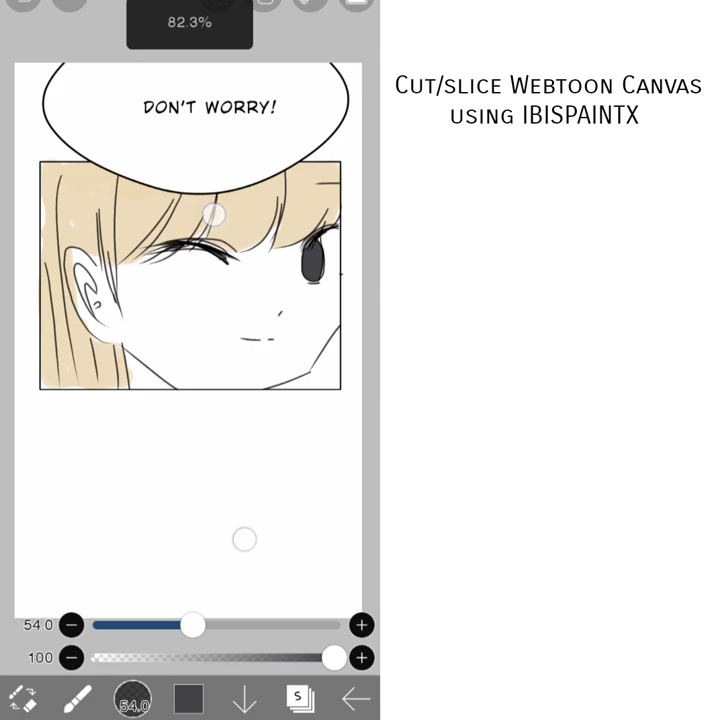 82.3%
Cut/slice Webtoon Canvas
using IBISPAINTX
DON'T WORRY!
54.0
100
54.0
S